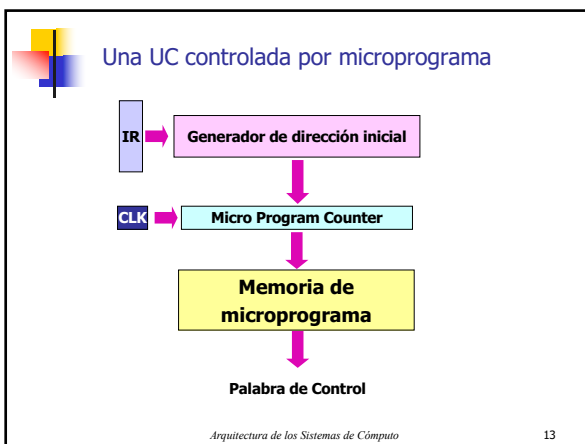 Una UC controlada por microprograma
IR
Generador de dirección inicial
CLK
Micro Program Counter
Memoria de
microprograma
Palabra de Control
Arquitectura de los Sistemas de Cómputo
13